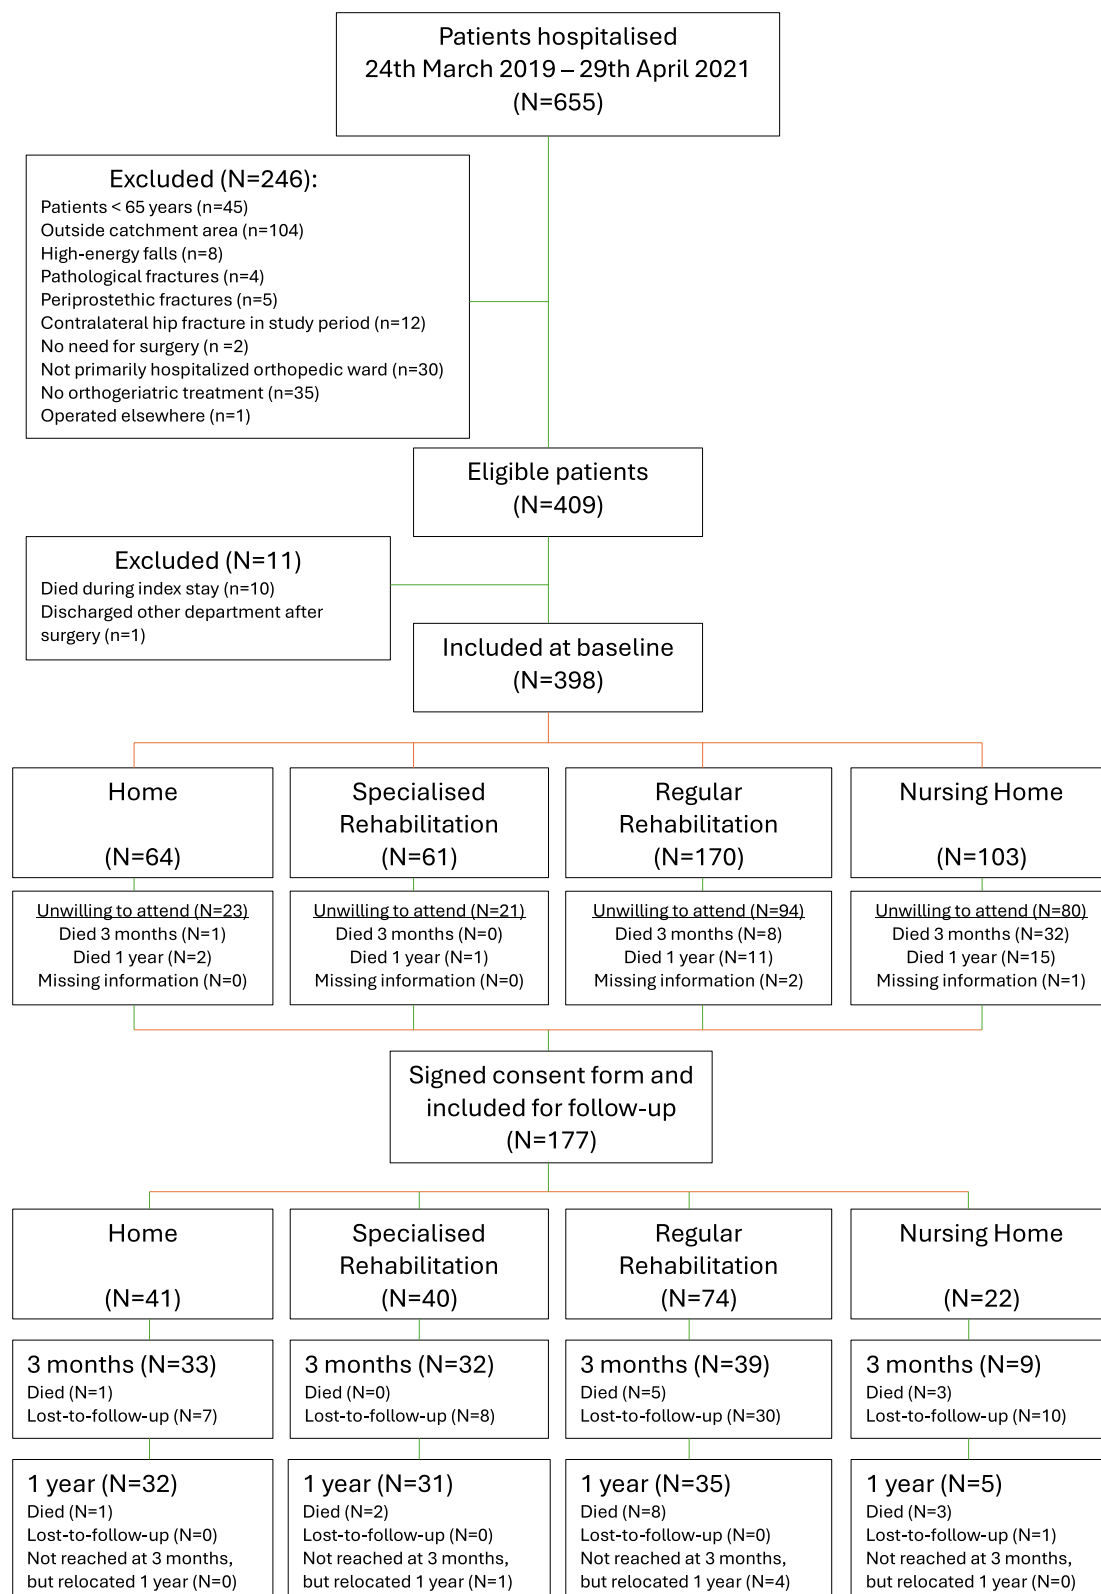 Patients hospitalised
24th March 2019 – 29th April 2021
(N=655)
Excluded (N=246):
Patients < 65 years (n=45)
Outside catchment area (n=104)
High-energy falls (n=8)
Pathological fractures (n=4)
Periprostethic fractures (n=5)
Contralateral hip fracture in study period (n=12)
No need for surgery (n =2)
Not primarily hospitalized orthopedic ward (n=30)
No orthogeriatric treatment (n=35)
Operated elsewhere (n=1)
Eligible patients
(N=409)
Excluded (N=11)
Died during index stay (n=10)
Discharged other department after
surgery (n=1)
Included at baseline
(N=398)
Home
(N=64)
Specialised
Rehabilitation
(N=61)
Regular
Rehabilitation
(N=170)
Nursing Home
(N=103)
Unwilling to attend (N=23)
Died 3 months (N=1)
Died 1 year (N=2)
Missing information (N=0)
Unwilling to attend (N=21)
Died 3 months (N=0)
Died 1 year (N=1)
Missing information (N=0)
Unwilling to attend (N=94)
Died 3 months (N=8)
Died 1 year (N=11)
Missing information (N=2)
Unwilling to attend (N=80)
Died 3 months (N=32)
Died 1 year (N=15)
Missing information (N=1)
Signed consent form and
included for follow-up
(N=177)
Home
(N=41)
Specialised
Rehabilitation
(N=40)
Regular
Rehabilitation
(N=74)
Nursing Home
(N=22)
3 months (N=33)
Died (N=1)
Lost-to-follow-up (N=7)
3 months (N=32)
Died (N=0)
Lost-to-follow-up (N=8)
3 months (N=39)
Died (N=5)
Lost-to-follow-up (N=30)
3 months (N=9)
Died (N=3)
Lost-to-follow-up (N=10)
1 year (N=32)
Died (N=1)
Lost-to-follow-up (N=0)
Not reached at 3 months,
but relocated 1 year (N=0)
1 year (N=31)
Died (N=2)
Lost-to-follow-up (N=0)
Not reached at 3 months,
but relocated 1 year (N=1)
1 year (N=35)
Died (N=8)
Lost-to-follow-up (N=0)
Not reached at 3 months,
but relocated 1 year (N=4)
1 year (N=5)
Died (N=3)
Lost-to-follow-up (N=1)
Not reached at 3 months,
but relocated 1 year (N=0)